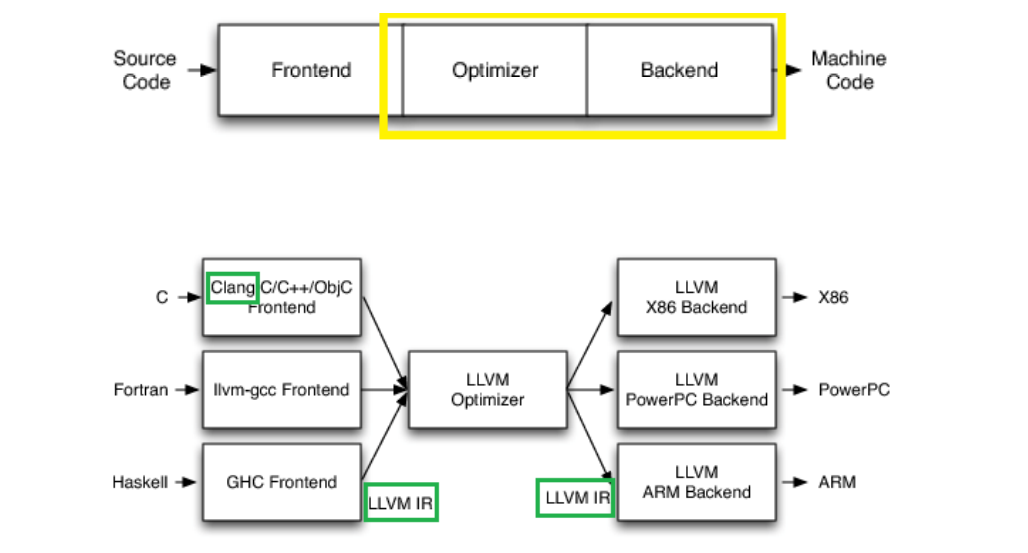 Source
Code
Frontend
Optimizer
Backend
Machine
Code
C
Clang C/C++/ObjC
Frontend
LLVM
X86 Backend
X86
Fortran
llvm-gcc Frontend
LLVM
Optimizer
LLVM
PowerPC Backend
PowerPC
Haskell
GHC Frontend
LLVM IR
LLVM IR
LLVM
ARM Backend
ARM